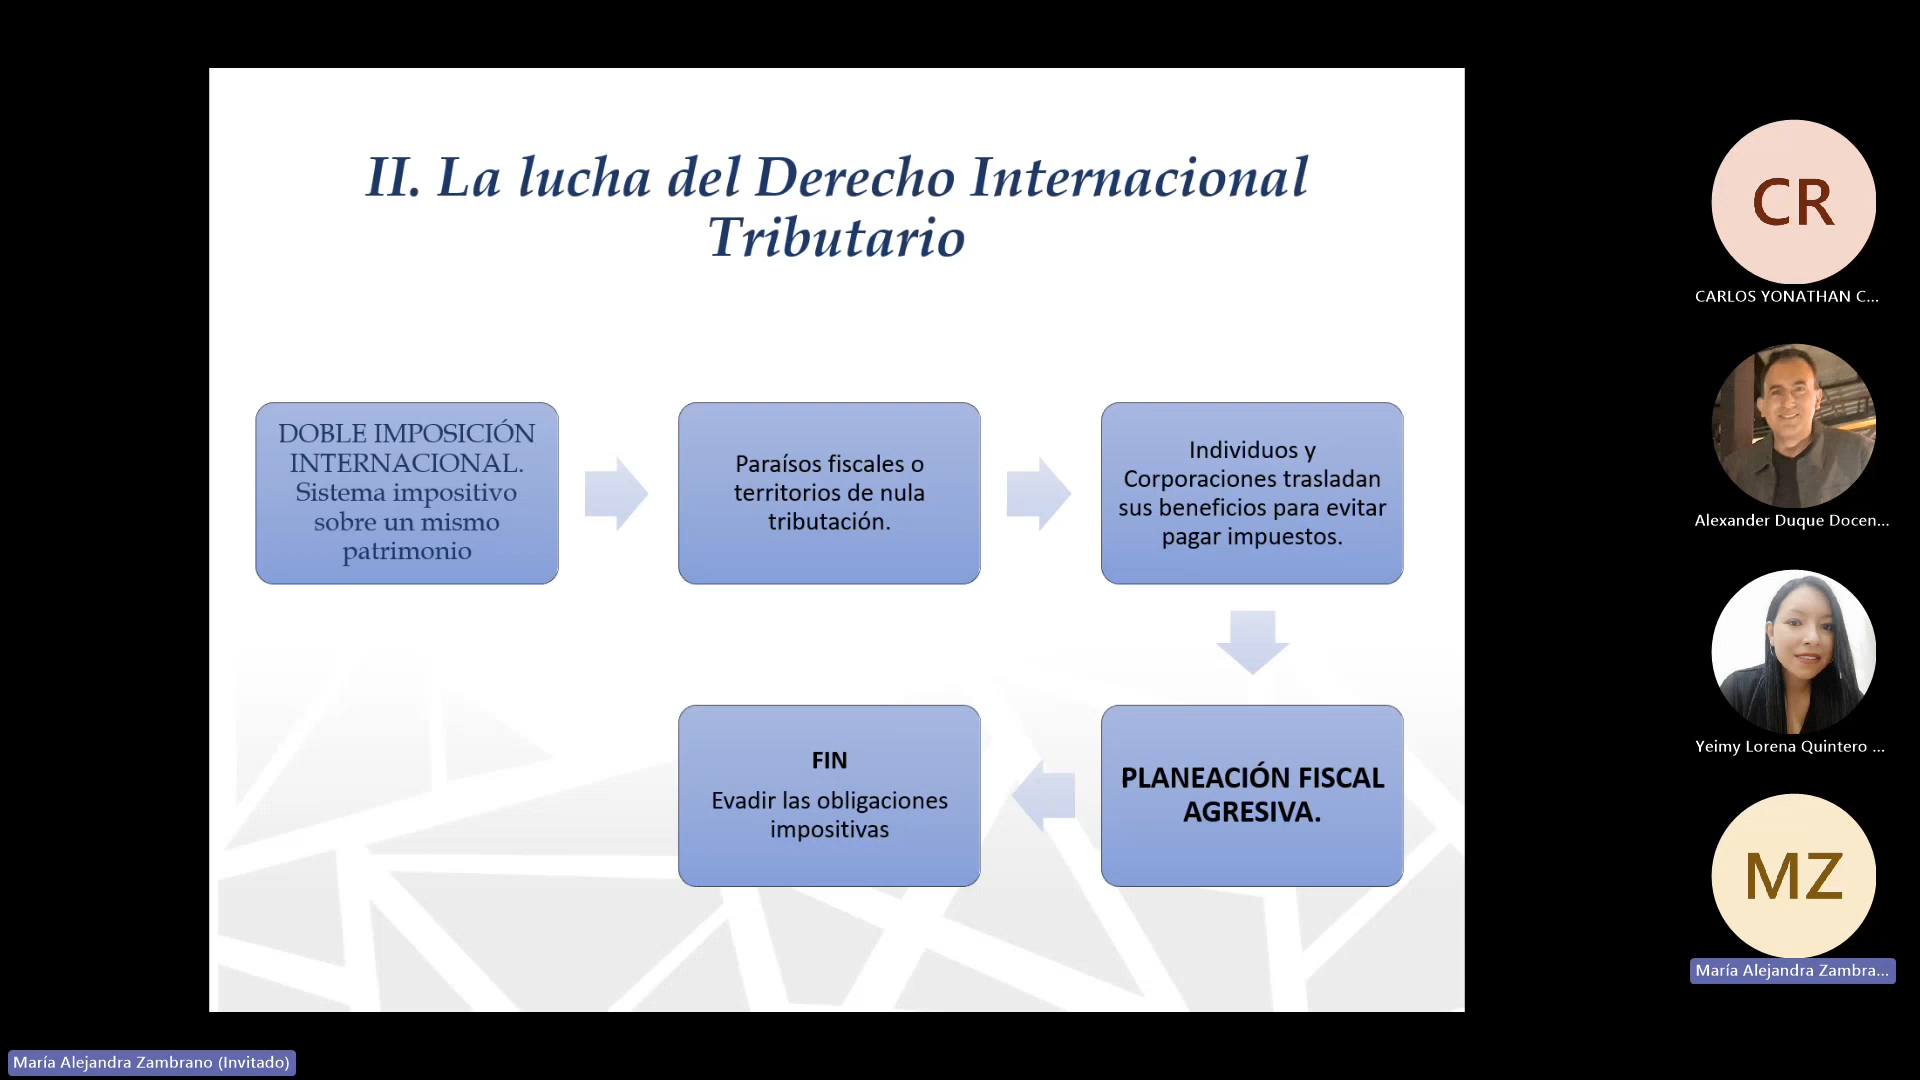 II. La lucha del Derecho Internacional
Tributario
DOBLE IMPOSICIÓN
INTERNACIONAL.
Sistema impositivo
sobre un mismo
patrimonio
Paraísos fiscales o
territorios de nula
tributación.
Individuos y
Corporaciones trasladan
sus beneficios para evitar
pagar impuestos.
PLANEACIÓN FISCAL
AGRESIVA.
FIN
Evadir las obligaciones
impositivas
CR
CARLOS YONATHAN C...
Alexander Duque Docen...
Yeimy Lorena Quintero ...
MZ
María Alejandra Zambra...
María Alejandra Zambrano (Invitado)